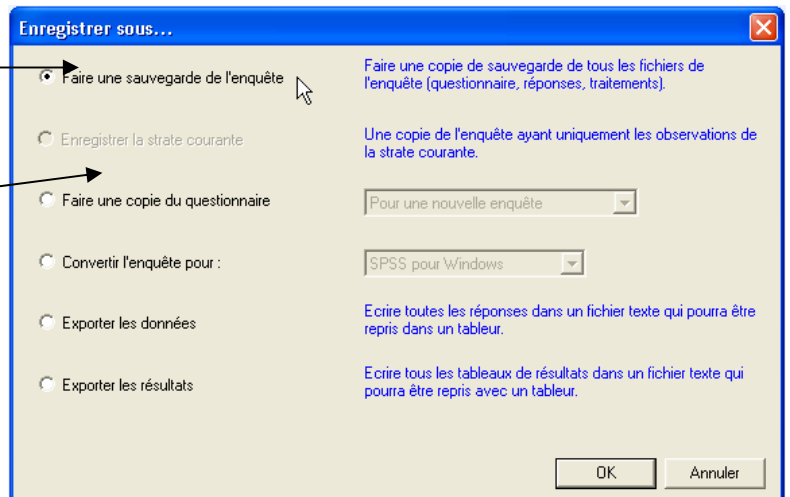 Enregistrer sous...
Faire une sauvegarde de l'enquête
Faire une copie de sauvegarde de tous les fichiers de
l'enquête (questionnaire, réponses, traitements).
Enregistrer la strate courante
Une copie de l'enquête ayant uniquement les observations de
la strate courante.
Faire une copie du questionnaire
Pour une nouvelle enquête
Convertir l'enquête pour :
SPSS pour Windows
Exporter les données
Ecrire toutes les réponses dans un fichier texte qui pourra être
repris dans un tableur.
Exporter les résultats
Ecrire tous les tableaux de résultats dans un fichier texte qui
pourra être repris avec un tableur.
OK
Annuler